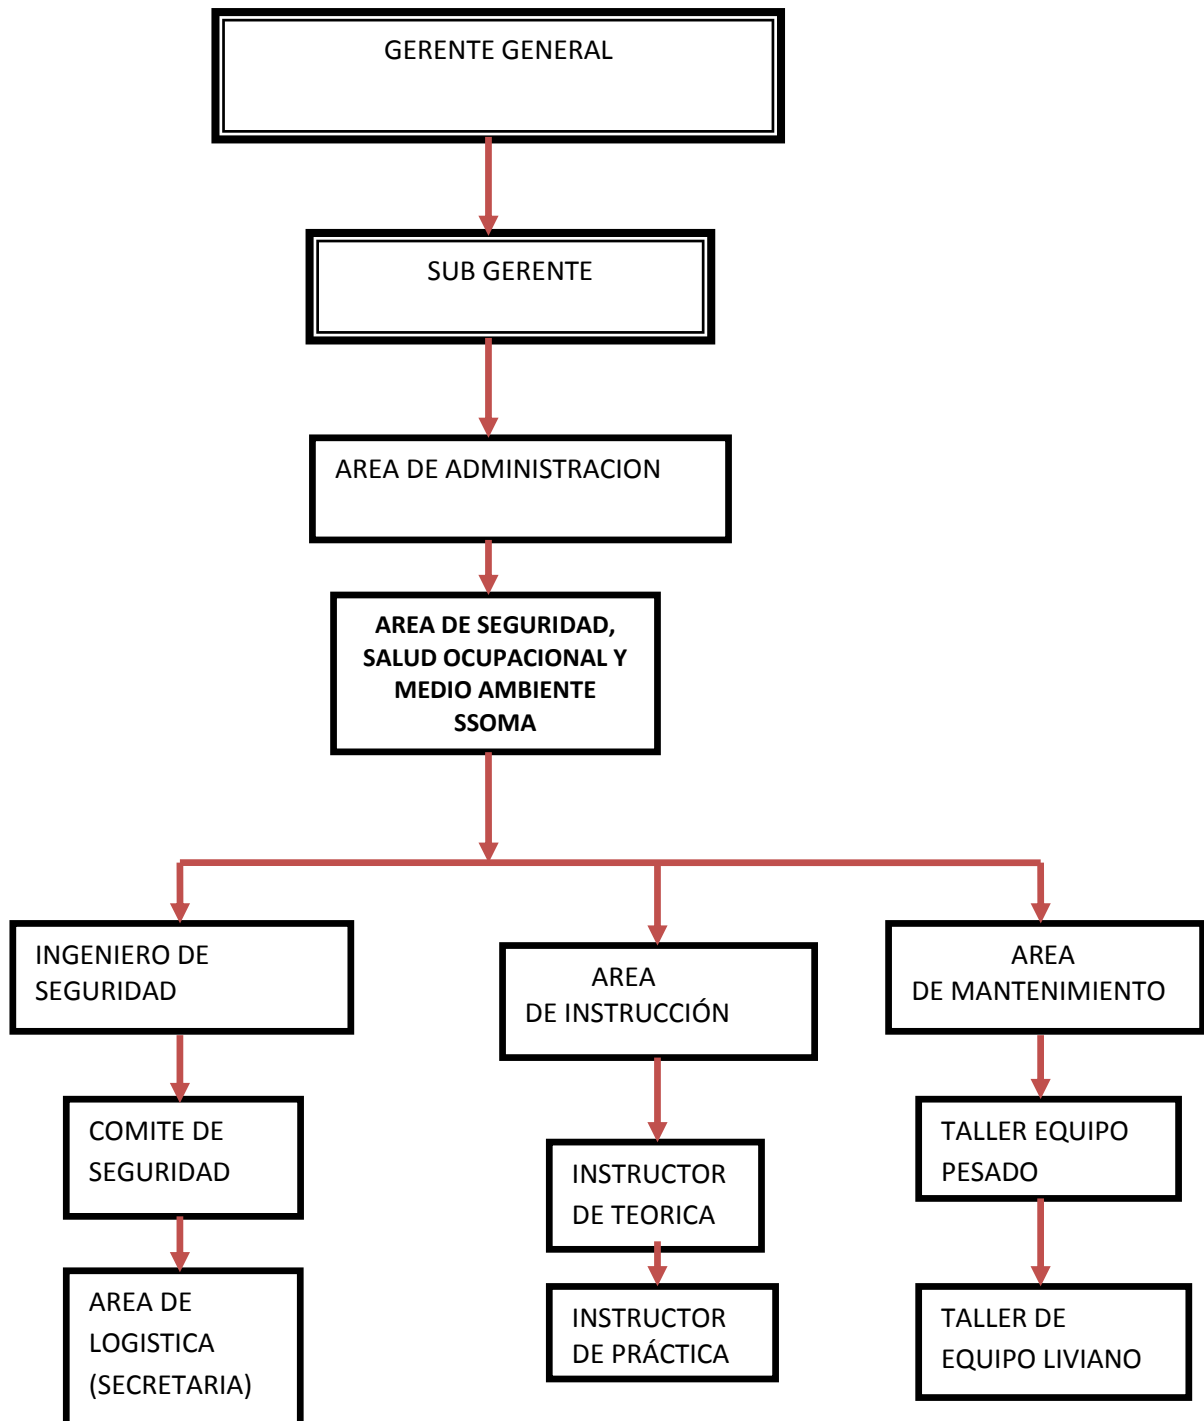 GERENTE GENERAL
SUB GERENTE
AREA DE ADMINISTRACION
AREA DE SEGURIDAD,
SALUD OCUPACIONAL Y
MEDIO AMBIENTE
SSOMA
INGENIERO DE
SEGURIDAD
COMITE DE
SEGURIDAD
AREA DE
LOGISTICA
(SECRETARIA)
AREA
DE INSTRUCCIÓN
INSTRUCTOR
DE TEORICA
INSTRUCTOR
DE PRÁCTICA
AREA
DE MANTENIMIENTO
TALLER EQUIPO
PESADO
TALLER DE
EQUIPO LIVIANO